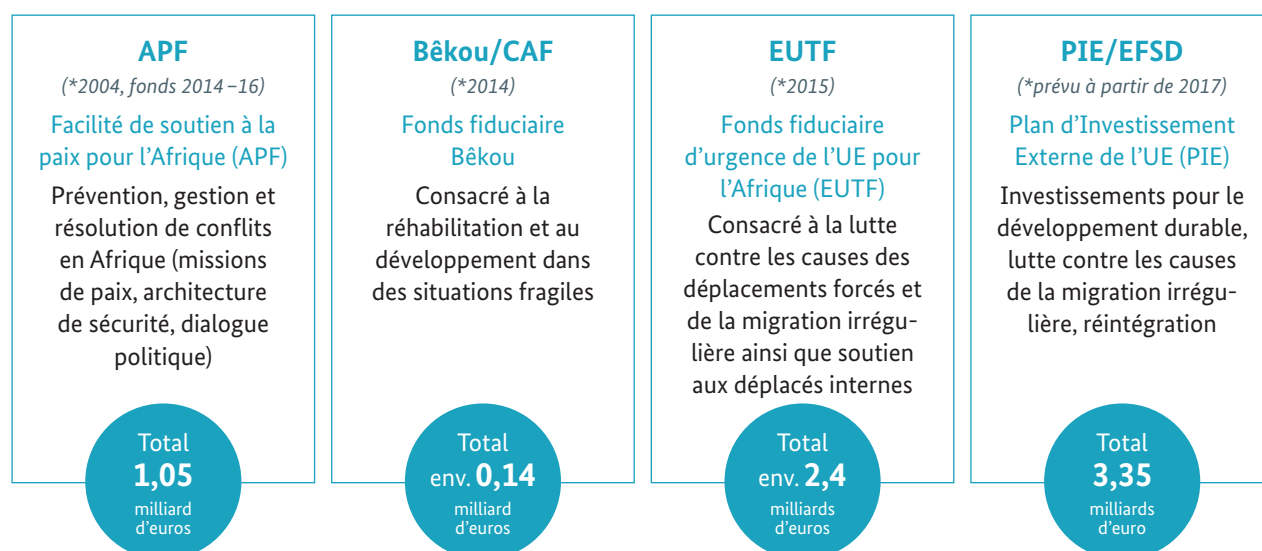 APF
(*2004, fonds 2014–16)
Facilité de soutien à la
paix pour l'Afrique (APF)
Prévention, gestion et
résolution de conflits
en Afrique (missions
de paix, architecture
de sécurité, dialogue
politique)
Total
1,05
milliard
d'euros
Bêkou/CAF
(*2014)
Fonds fiduciaire
Bêkou
Consacré à la
réhabilitation et au
développement dans
des situations fragiles
Total
env. 0,14
milliard
d'euros
EUTF
(*2015)
Fonds fiduciaire
d'urgence de l'UE pour
l'Afrique (EUTF)
Consacré à la lutte
contre les causes des
déplacements forcés et
de la migration irrégu-
lière ainsi que soutien
aux déplacés internes
Total
env. 2,4
milliards
d'euros
PIE/EFSD
(*prévu à partir de 2017)
Plan d'Investissement
Externe de l'UE (PIE)
Investissements pour le
développement durable,
lutte contre les causes
de la migration irrégu-
lière, réintégration
Total
3,35
milliards
d'euro